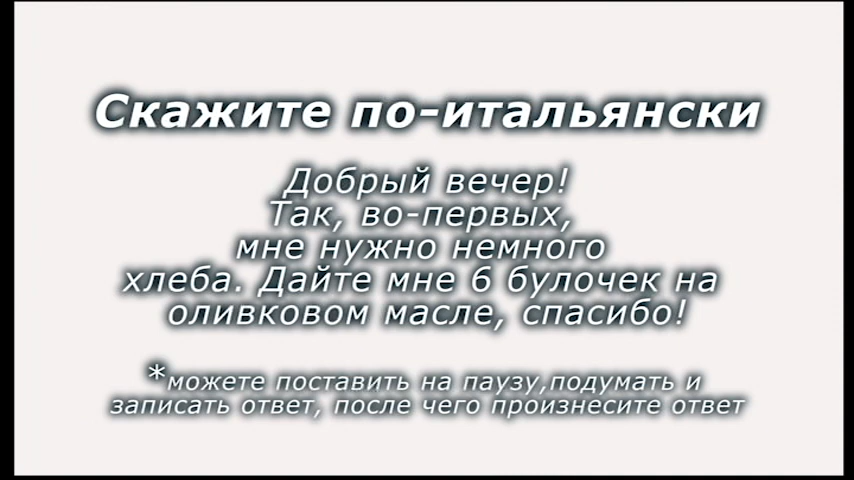 Скажите по-итальянски
Добрый вечер!
Так, во-первых,
мне нужно немного
хлеба. Дайте мне 6 булочек на
оливковом масле, спасибо!
*можете поставить на паузу,подумать и
записать ответ, после чего произнесите ответ